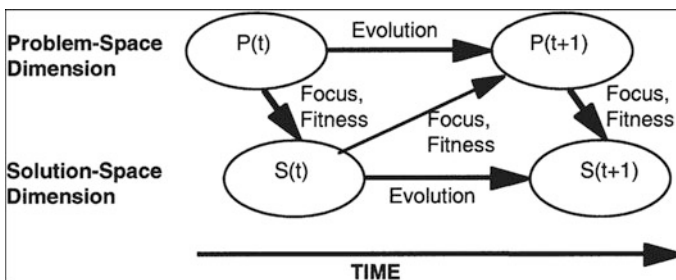 Problem-Space
Dimension
P(t)
Evolution
P(t+1)
Focus,
Fitness
Focus,
Fitness
Focus,
Fitness
Solution-Space
Dimension
S(t)
Evolution
S(t+1)
TIME